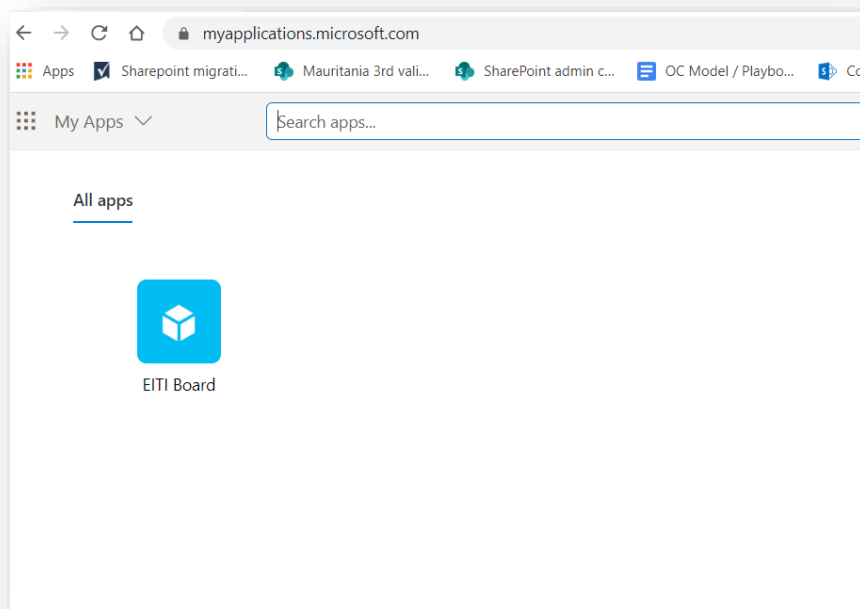 myapplications.microsoft.com
Apps Sharepoint migrati... Mauritania 3rd vali... SharePoint admin c... OC Model / Playbo... Co
My Apps Search apps...
All apps
EITI Board